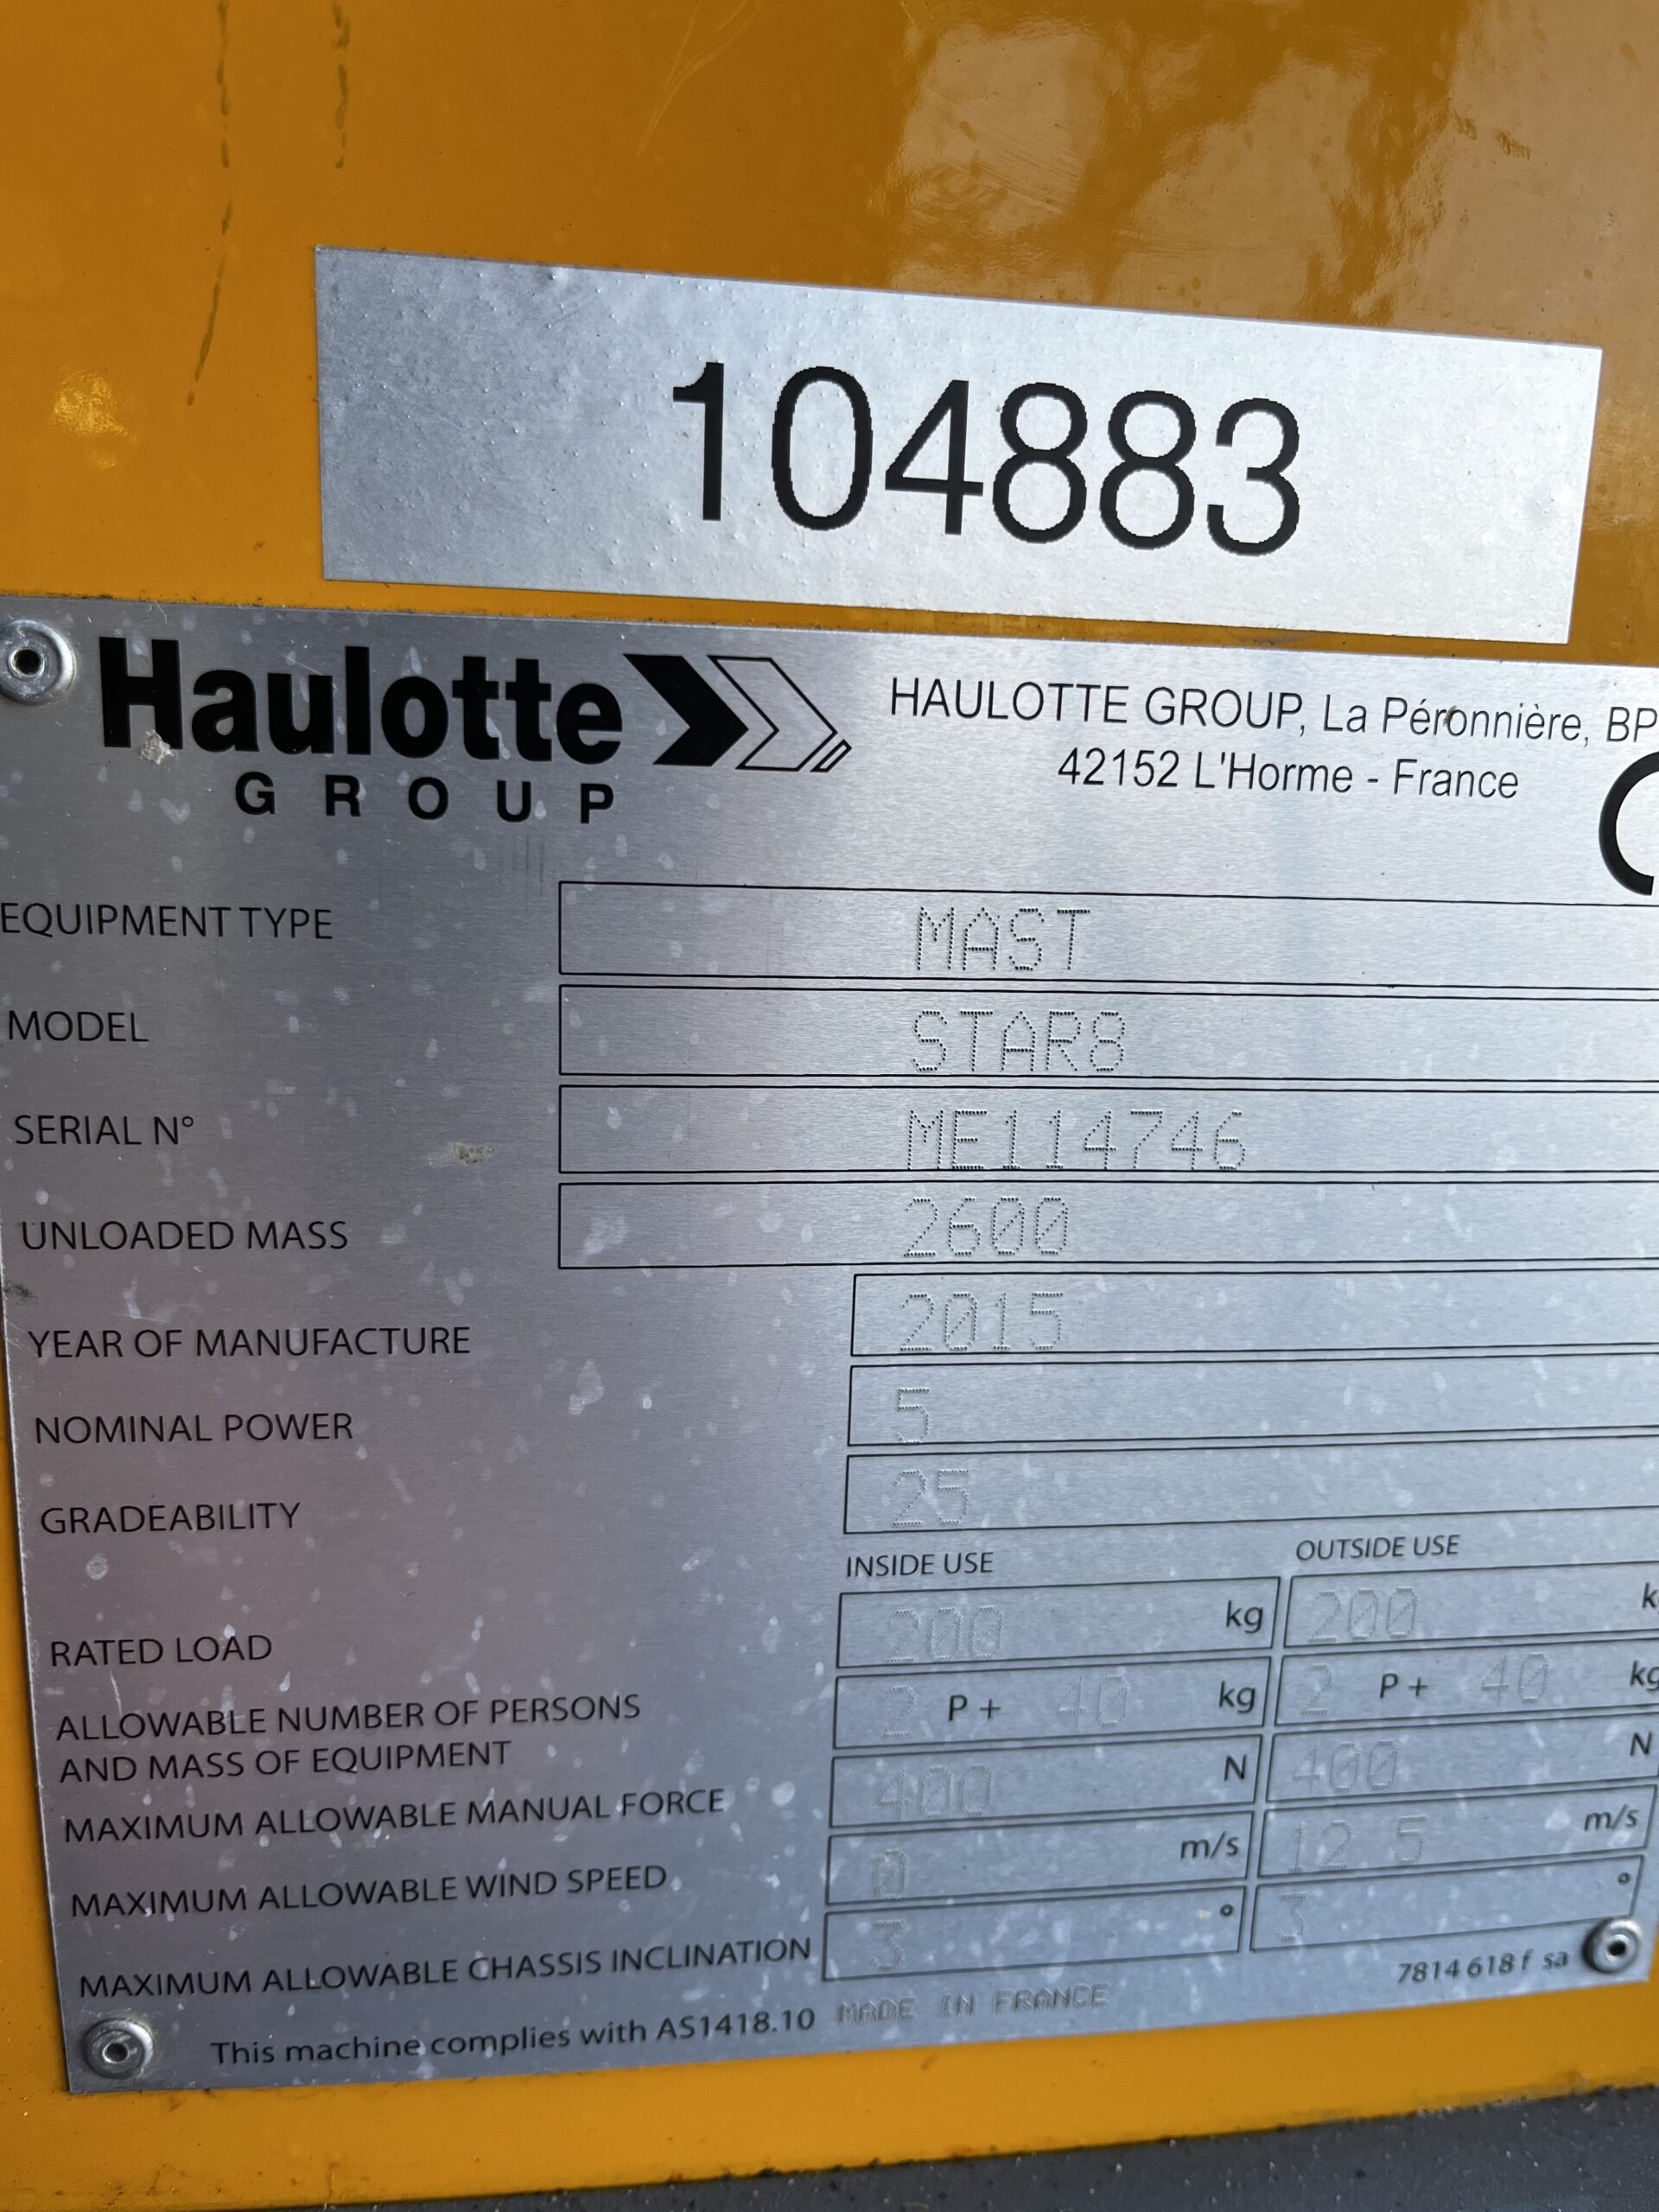 104883
Haulotte
GROUP
HAULOTTE GROUP, La Péronnière, BP
42152 L'Horme - France
EQUIPMENT TYPE MAST
MODEL STAR8
SERIAL N° ME114746
UNLOADED MASS 2600
YEAR OF MANUFACTURE 2015
NOMINAL POWER 5
GRADEABILITY 25
INSIDE USE OUTSIDE USE
RATED LOAD 200 kg 200
ALLOWABLE NUMBER OF PERSONS 2 P + 40 kg 2 P + 40 kg
AND MASS OF EQUIPMENT
MAXIMUM ALLOWABLE MANUAL FORCE 400 N 400 N
MAXIMUM ALLOWABLE WIND SPEED 0 m/s 12.5 m/s
MAXIMUM ALLOWABLE CHASSIS INCLINATION 3 ° 3 °
7814 618 f sa
This machine complies with AS1418.10 MADE IN FRANCE